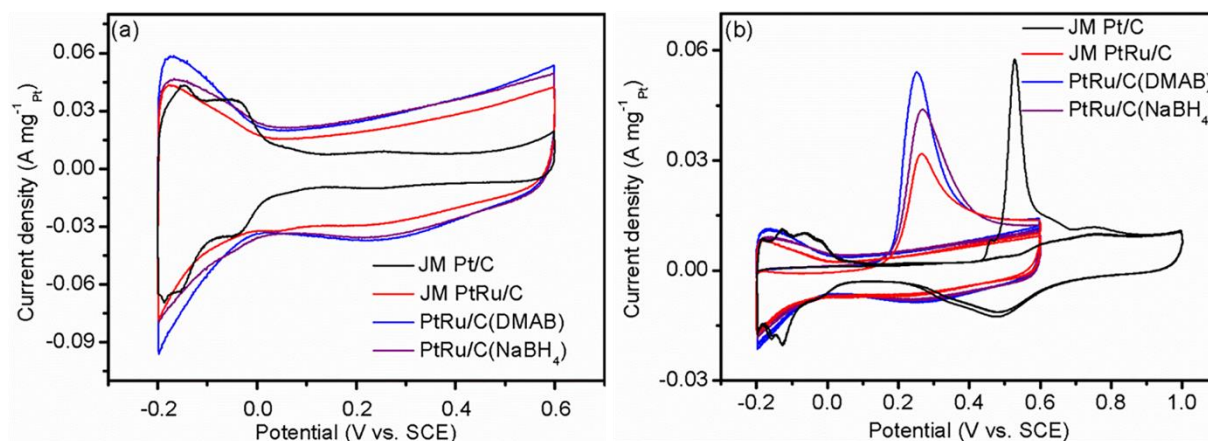 (a)
0.06
0.03
0.00
-0.03
-0.06
-0.09
Current density (A mg⁻¹Pt)
JM Pt/C
JM PtRu/C
PtRu/C(DMAB)
PtRu/C(NaBH₄)
-0.2 0.0 0.2 0.4 0.6
Potential (V vs. SCE)
(b)
JM Pt/C
JM PtRu/C
PtRu/C(DMAB)
PtRu/C(NaBH₄
0.06
0.03
0.00
-0.03
Current density (A mg⁻¹Pt)
-0.2 0.0 0.2 0.4 0.6 0.8 1.0
Potential (V vs. SCE)